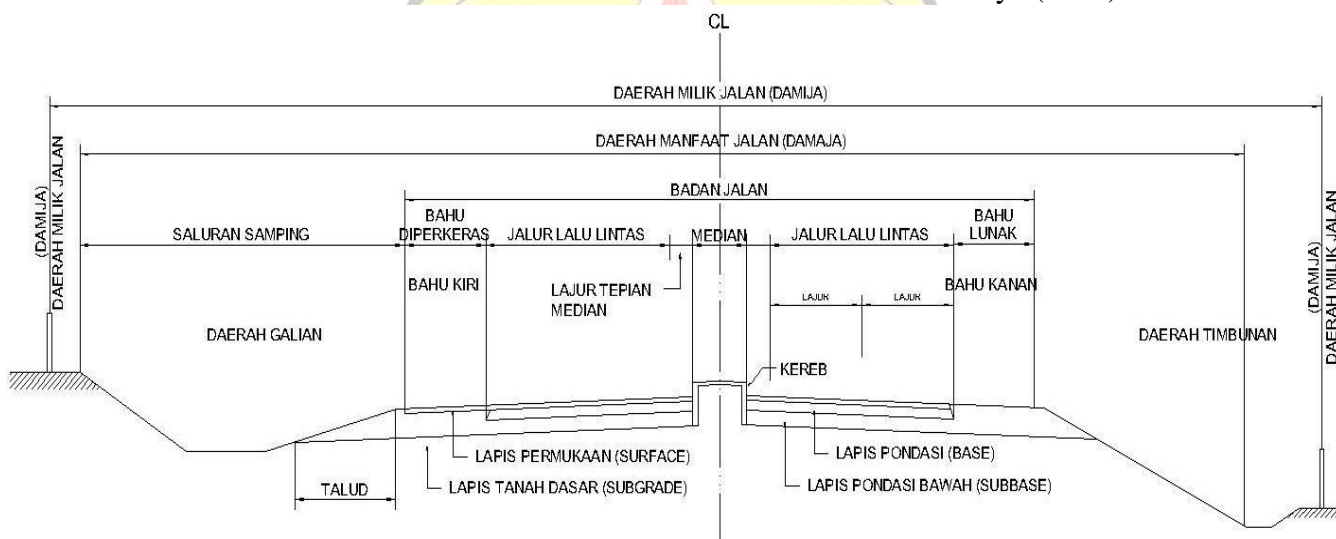 CL
DAERAH MILIK JALAN (DAMIJA)
DAERAH MANFAAT JALAN (DAMAJA)
(DAMIJA)
DAERAH MILIK JALAN
BADAN JALAN
SALURAN SAMPING
BAHU
DIPERKERAS
JALUR LALU LINTAS
MEDIAN
JALUR LALU LINTAS
BAHU
LUNAK
BAHU KIRI
LAJUR TEPIAN
MEDIAN
LAJUR
LAJUR
BAHU KANAN
(DAMIJA)
DAERAH MILIK JALAN
DAERAH GALIAN
DAERAH TIMBUNAN
KEREB
LAPIS PERMUKAAN (SURFACE)
LAPIS PONDASI (BASE)
TALUD
LAPIS TANAH DASAR (SUBGRADE)
LAPIS PONDASI BAWAH (SUBBASE)